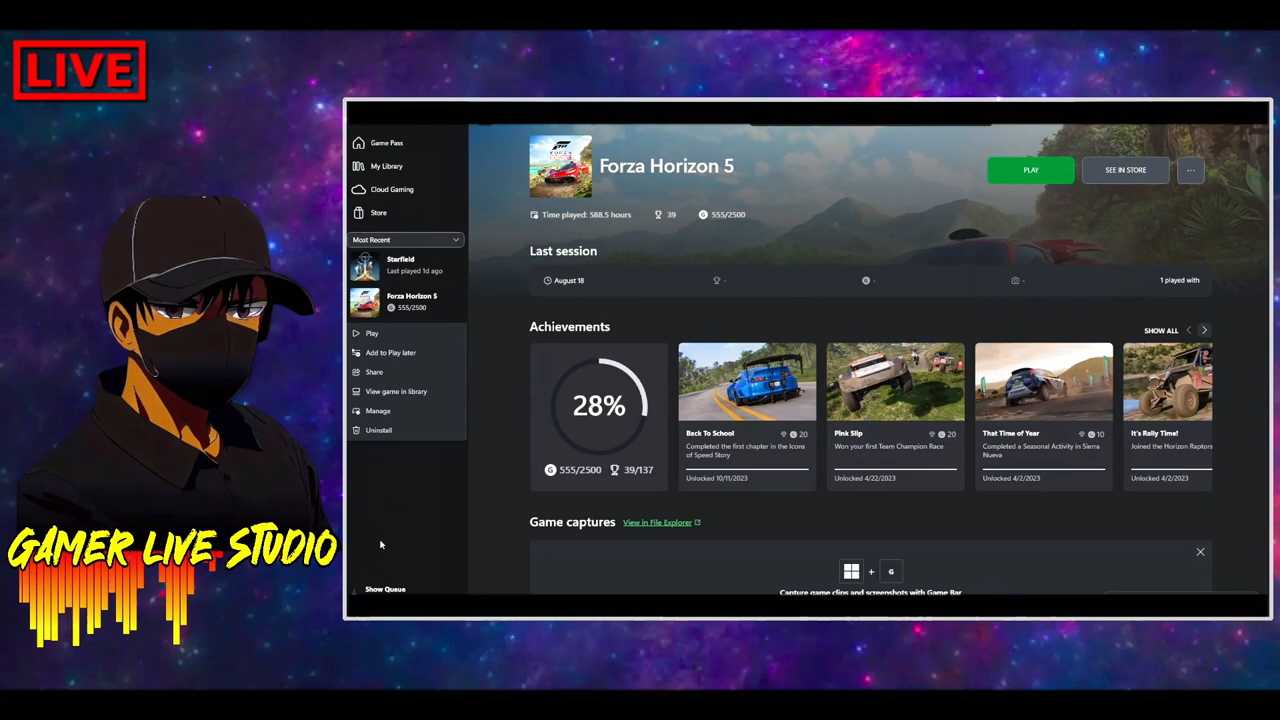 LIVE
GAMER LIVE STUDIO
Game Pass
My Library
Cloud Gaming
Store
Most Recent
Starfield
Last played 1d ago
Forza Horizon 5
555/2500
Play
Add to Play later
Share
View game in library
Manage
Uninstall
Show Queue
Forza Horizon 5
PLAY
SEE IN STORE
...
Time played: 588.5 hours
39
G 555/2500
Last session
August 18
-
G -
-
1 played with
Achievements
SHOW ALL
28%
G 555/2500
39/137
Back To School
G 20
Completed the first chapter in the Icons
of Speed Story
Unlocked 10/11/2023
Pink Slip
G 20
Won your first Team Champion Race
Unlocked 4/22/2023
That Time of Year
G 10
Completed a Seasonal Activity in Sierra
Nueva
Unlocked 4/2/2023
It's Rally Time!
Joined the Horizon Raptors
Unlocked 4/2/2023
Game captures
View in File Explorer
+ G
Capture game clips and screenshots with Game Bar